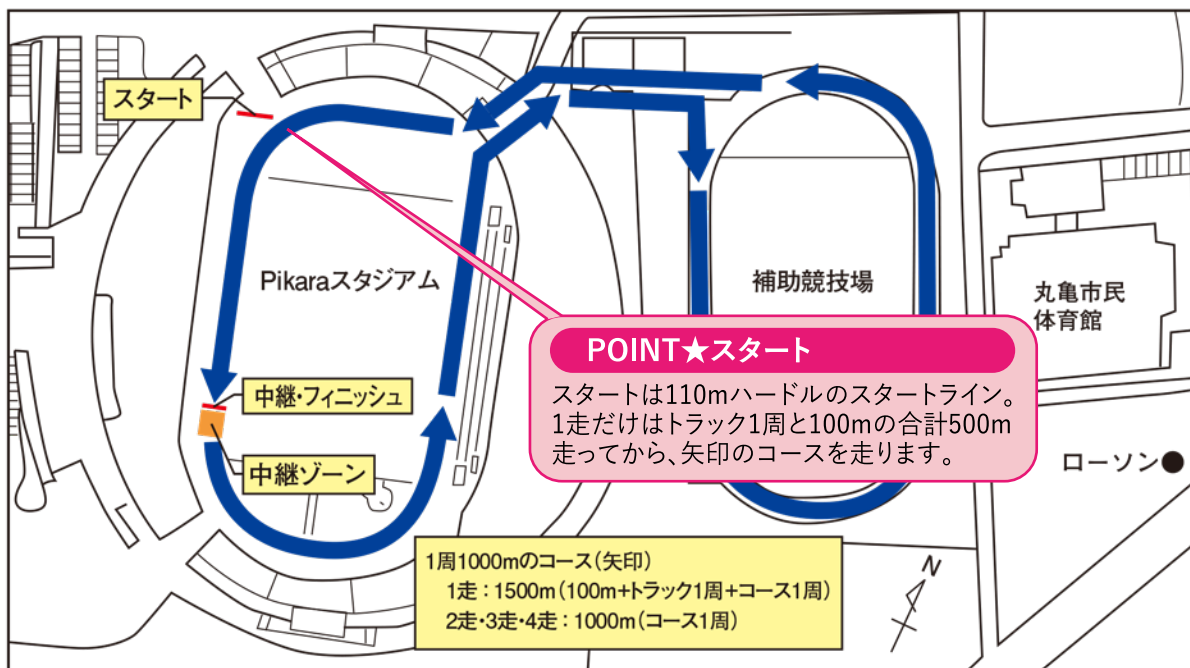 スタート
Pikaraスタジアム
補助競技場
丸亀市民
体育館
POINT★スタート
スタートは110mハードルのスタートライン。
1走だけはトラック1周と100mの合計500m
走ってから、矢印のコースを走ります。
中継・フィニッシュ
中継ゾーン
ローソン●
1周1000mのコース(矢印)
1走：1500m(100m+トラック1周+コース1周)
2走・3走・4走：1000m(コース1周)
N